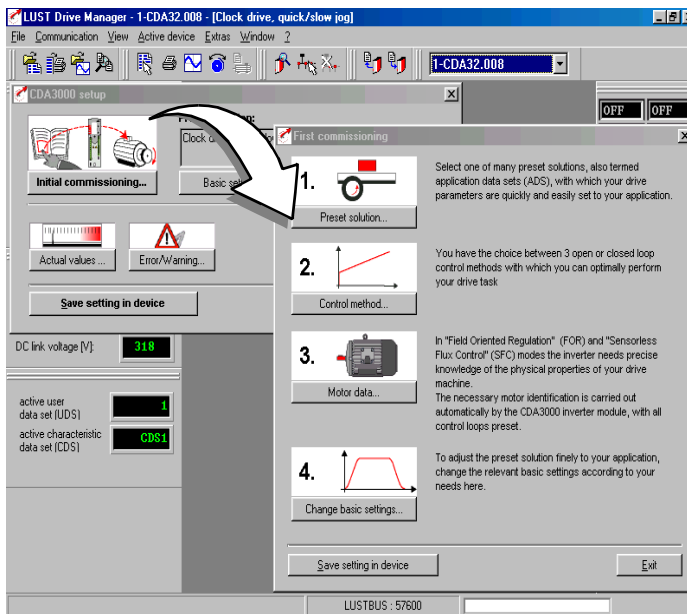 LUST Drive Manager - 1-CDA32.008 - [Clock drive, quick/slow jog]
File Communication View Active device Extras Window ?
1-CDA32.008
CDA3000 setup
Clock d
Initial commissioning...
Basic se
Actual values ...
Error/Warning...
Save setting in device
OFF OFF
First commissioning
1.
Preset solution...
Select one of many preset solutions, also termed
application data sets (ADS), with which your drive
parameters are quickly and easily set to your application.
2.
Control method...
You have the choice between 3 open or closed loop
control methods with which you can optimally perform
your drive task
3.
Motor data...
In "Field Oriented Regulation" (FOR) and "Sensorless
Flux Control" (SFC) modes the inverter needs precise
knowledge of the physical properties of your drive
machine.
The necessary motor identification is carried out
automatically by the CDA3000 inverter module, with all
control loops preset.
4.
Change basic settings...
To adjust the preset solution finely to your application,
change the relevant basic settings according to your
needs here.
Save setting in device
Exit
DC link voltage [V]: 318
active user
data set (UDS) 1
active characteristic
data set (CDS) CDS1
LUSTBUS : 57600